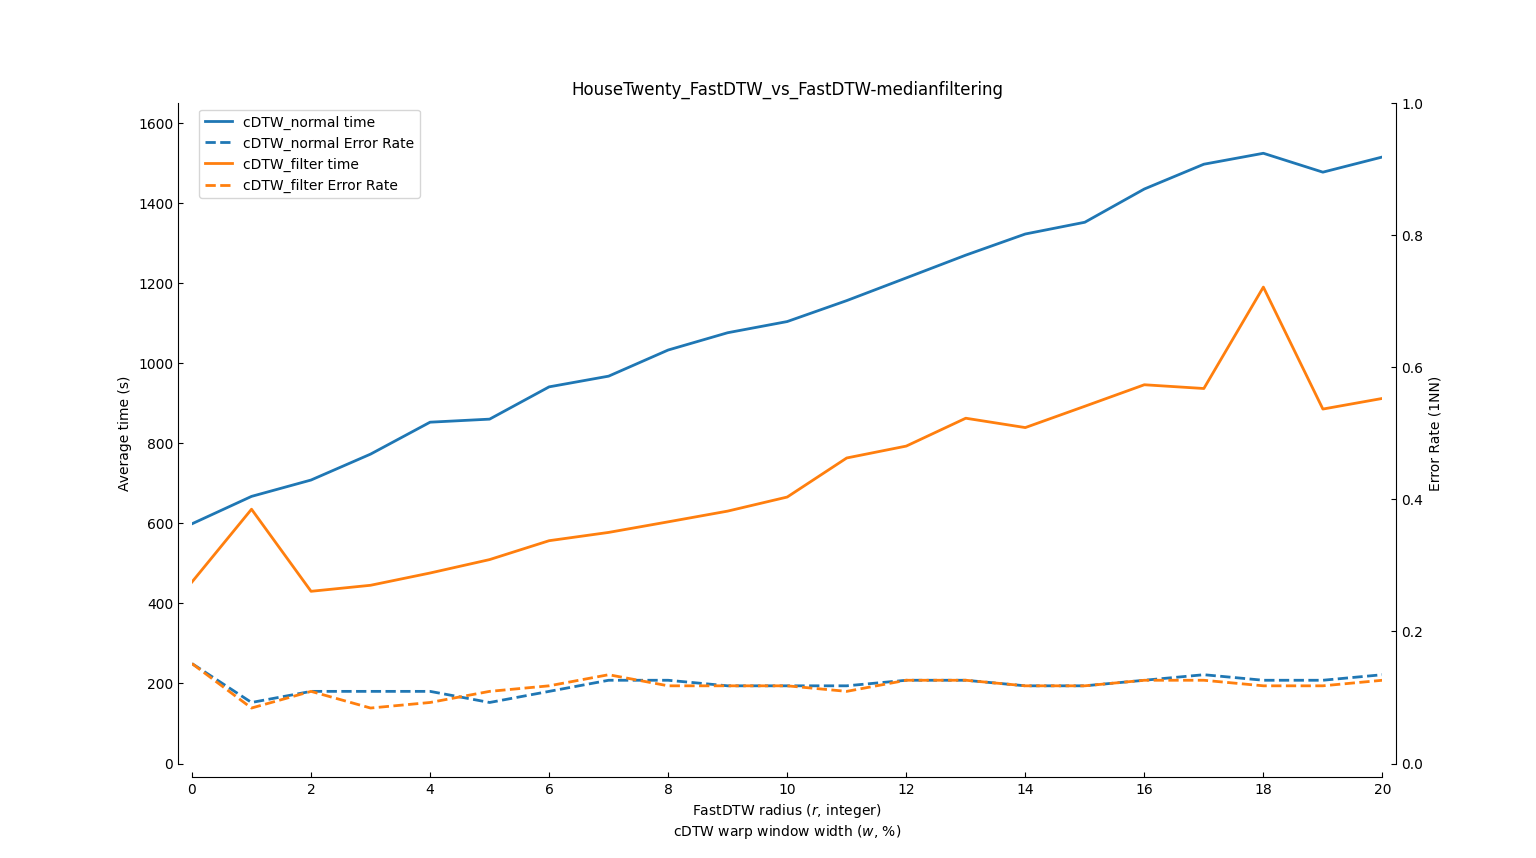 HouseTwenty_FastDTW_vs_FastDTW-medianfiltering
cDTW_normal time
cDTW_normal Error Rate
cDTW_filter time
cDTW_filter Error Rate
Average time (s)
1600
1400
1200
1000
800
600
400
200
0
1.0
0.8
0.6
0.4
0.2
0.0
Error Rate (1NN)
0 2 4 6 8 10 12 14 16 18 20
FastDTW radius (r, integer)
cDTW warp window width (w, %)